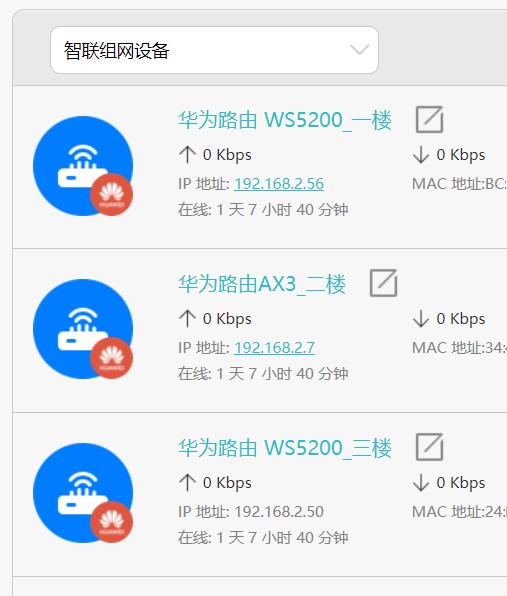 智联组网设备
华为路由 WS5200_一楼
0 Kbps
0 Kbps
IP 地址: 192.168.2.56
MAC 地址:BC:
在线: 1 天 7 小时 40 分钟
HUAWEI
华为路由AX3_二楼
0 Kbps
0 Kbps
IP 地址: 192.168.2.7
MAC 地址:34:
在线: 1 天 7 小时 40 分钟
HUAWEI
华为路由 WS5200_三楼
0 Kbps
0 Kbps
IP 地址: 192.168.2.50
MAC 地址:24:
在线: 1 天 7 小时 40 分钟
HUAWEI